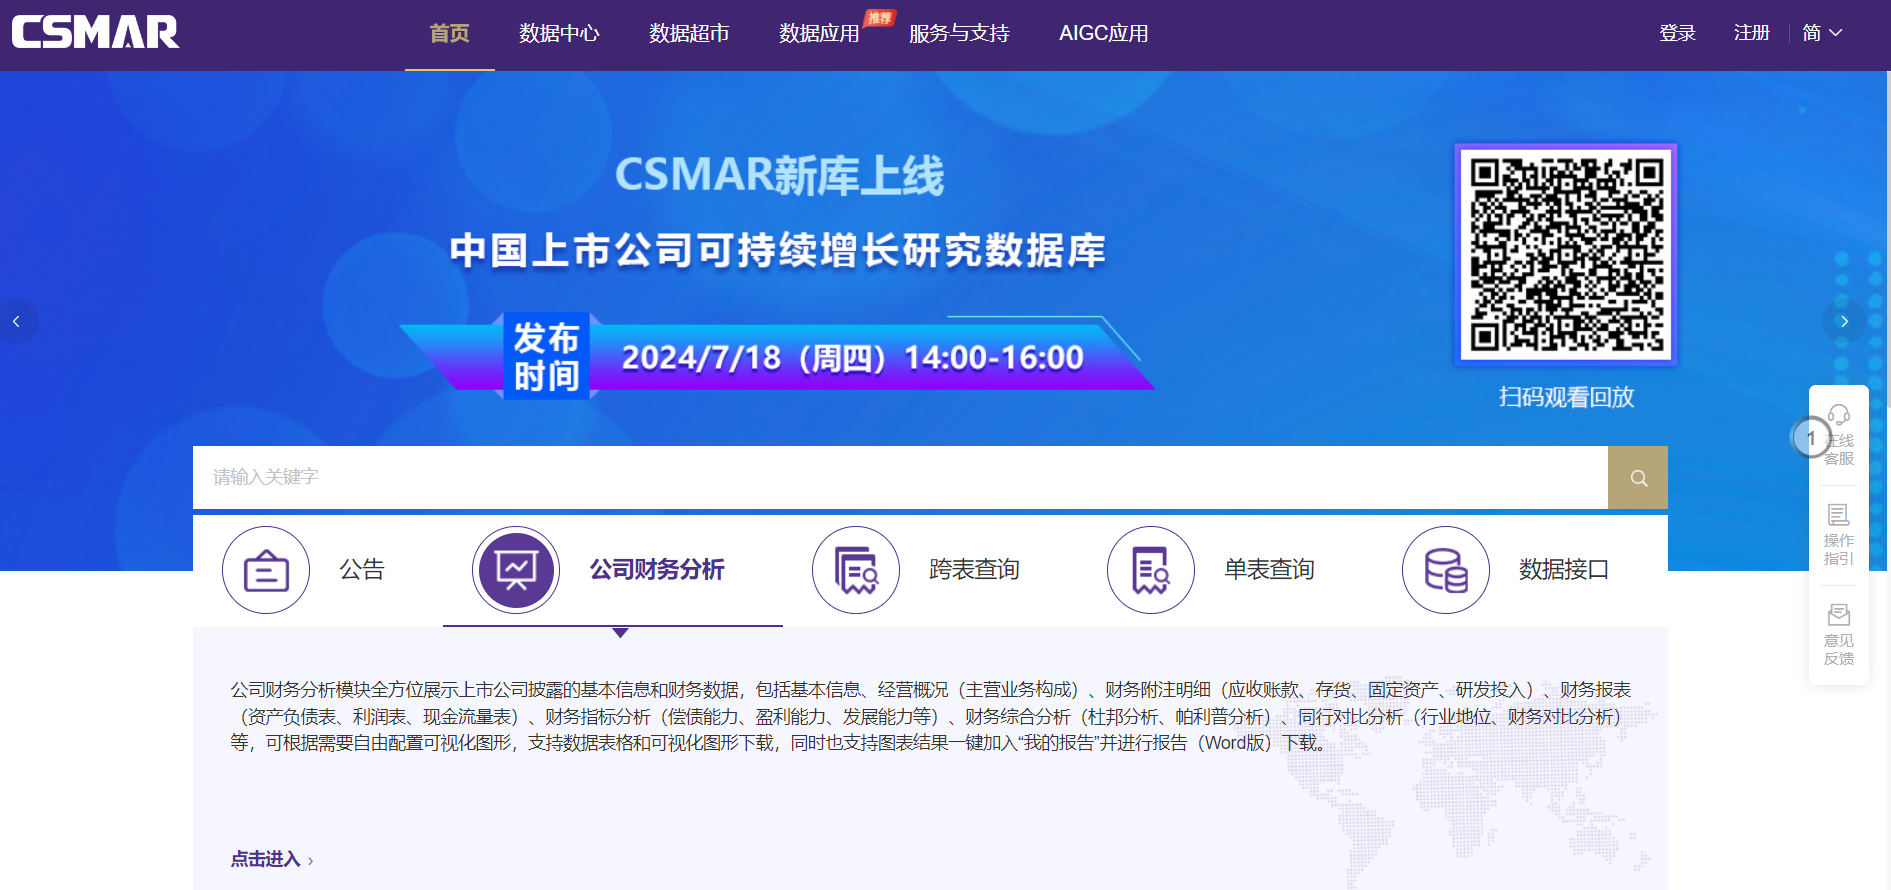 CSMAR
首页
数据中心
数据超市
数据应用
推荐
服务与支持
AIGC应用
登录
注册
简
CSMAR新库上线
中国上市公司可持续增长研究数据库
发布
时间
2024/7/18（周四）14:00-16:00
扫码观看回放
1
在线
客服
操作
指引
意见
反馈
请输入关键字
公告
公司财务分析
跨表查询
单表查询
数据接口
公司财务分析模块全方位展示上市公司披露的基本信息和财务数据，包括基本信息、经营概况（主营业务构成）、财务附注明细（应收账款、存货、固定资产、研发投入）、财务报表
（资产负债表、利润表、现金流量表）、财务指标分析（偿债能力、盈利能力、发展能力等）、财务综合分析（杜邦分析、帕利普分析）、同行对比分析（行业地位、财务对比分析）
等，可根据需要自由配置可视化图形，支持数据表格和可视化图形下载，同时也支持图表结果一键加入“我的报告”并进行报告（Word版）下载。
点击进入 ›